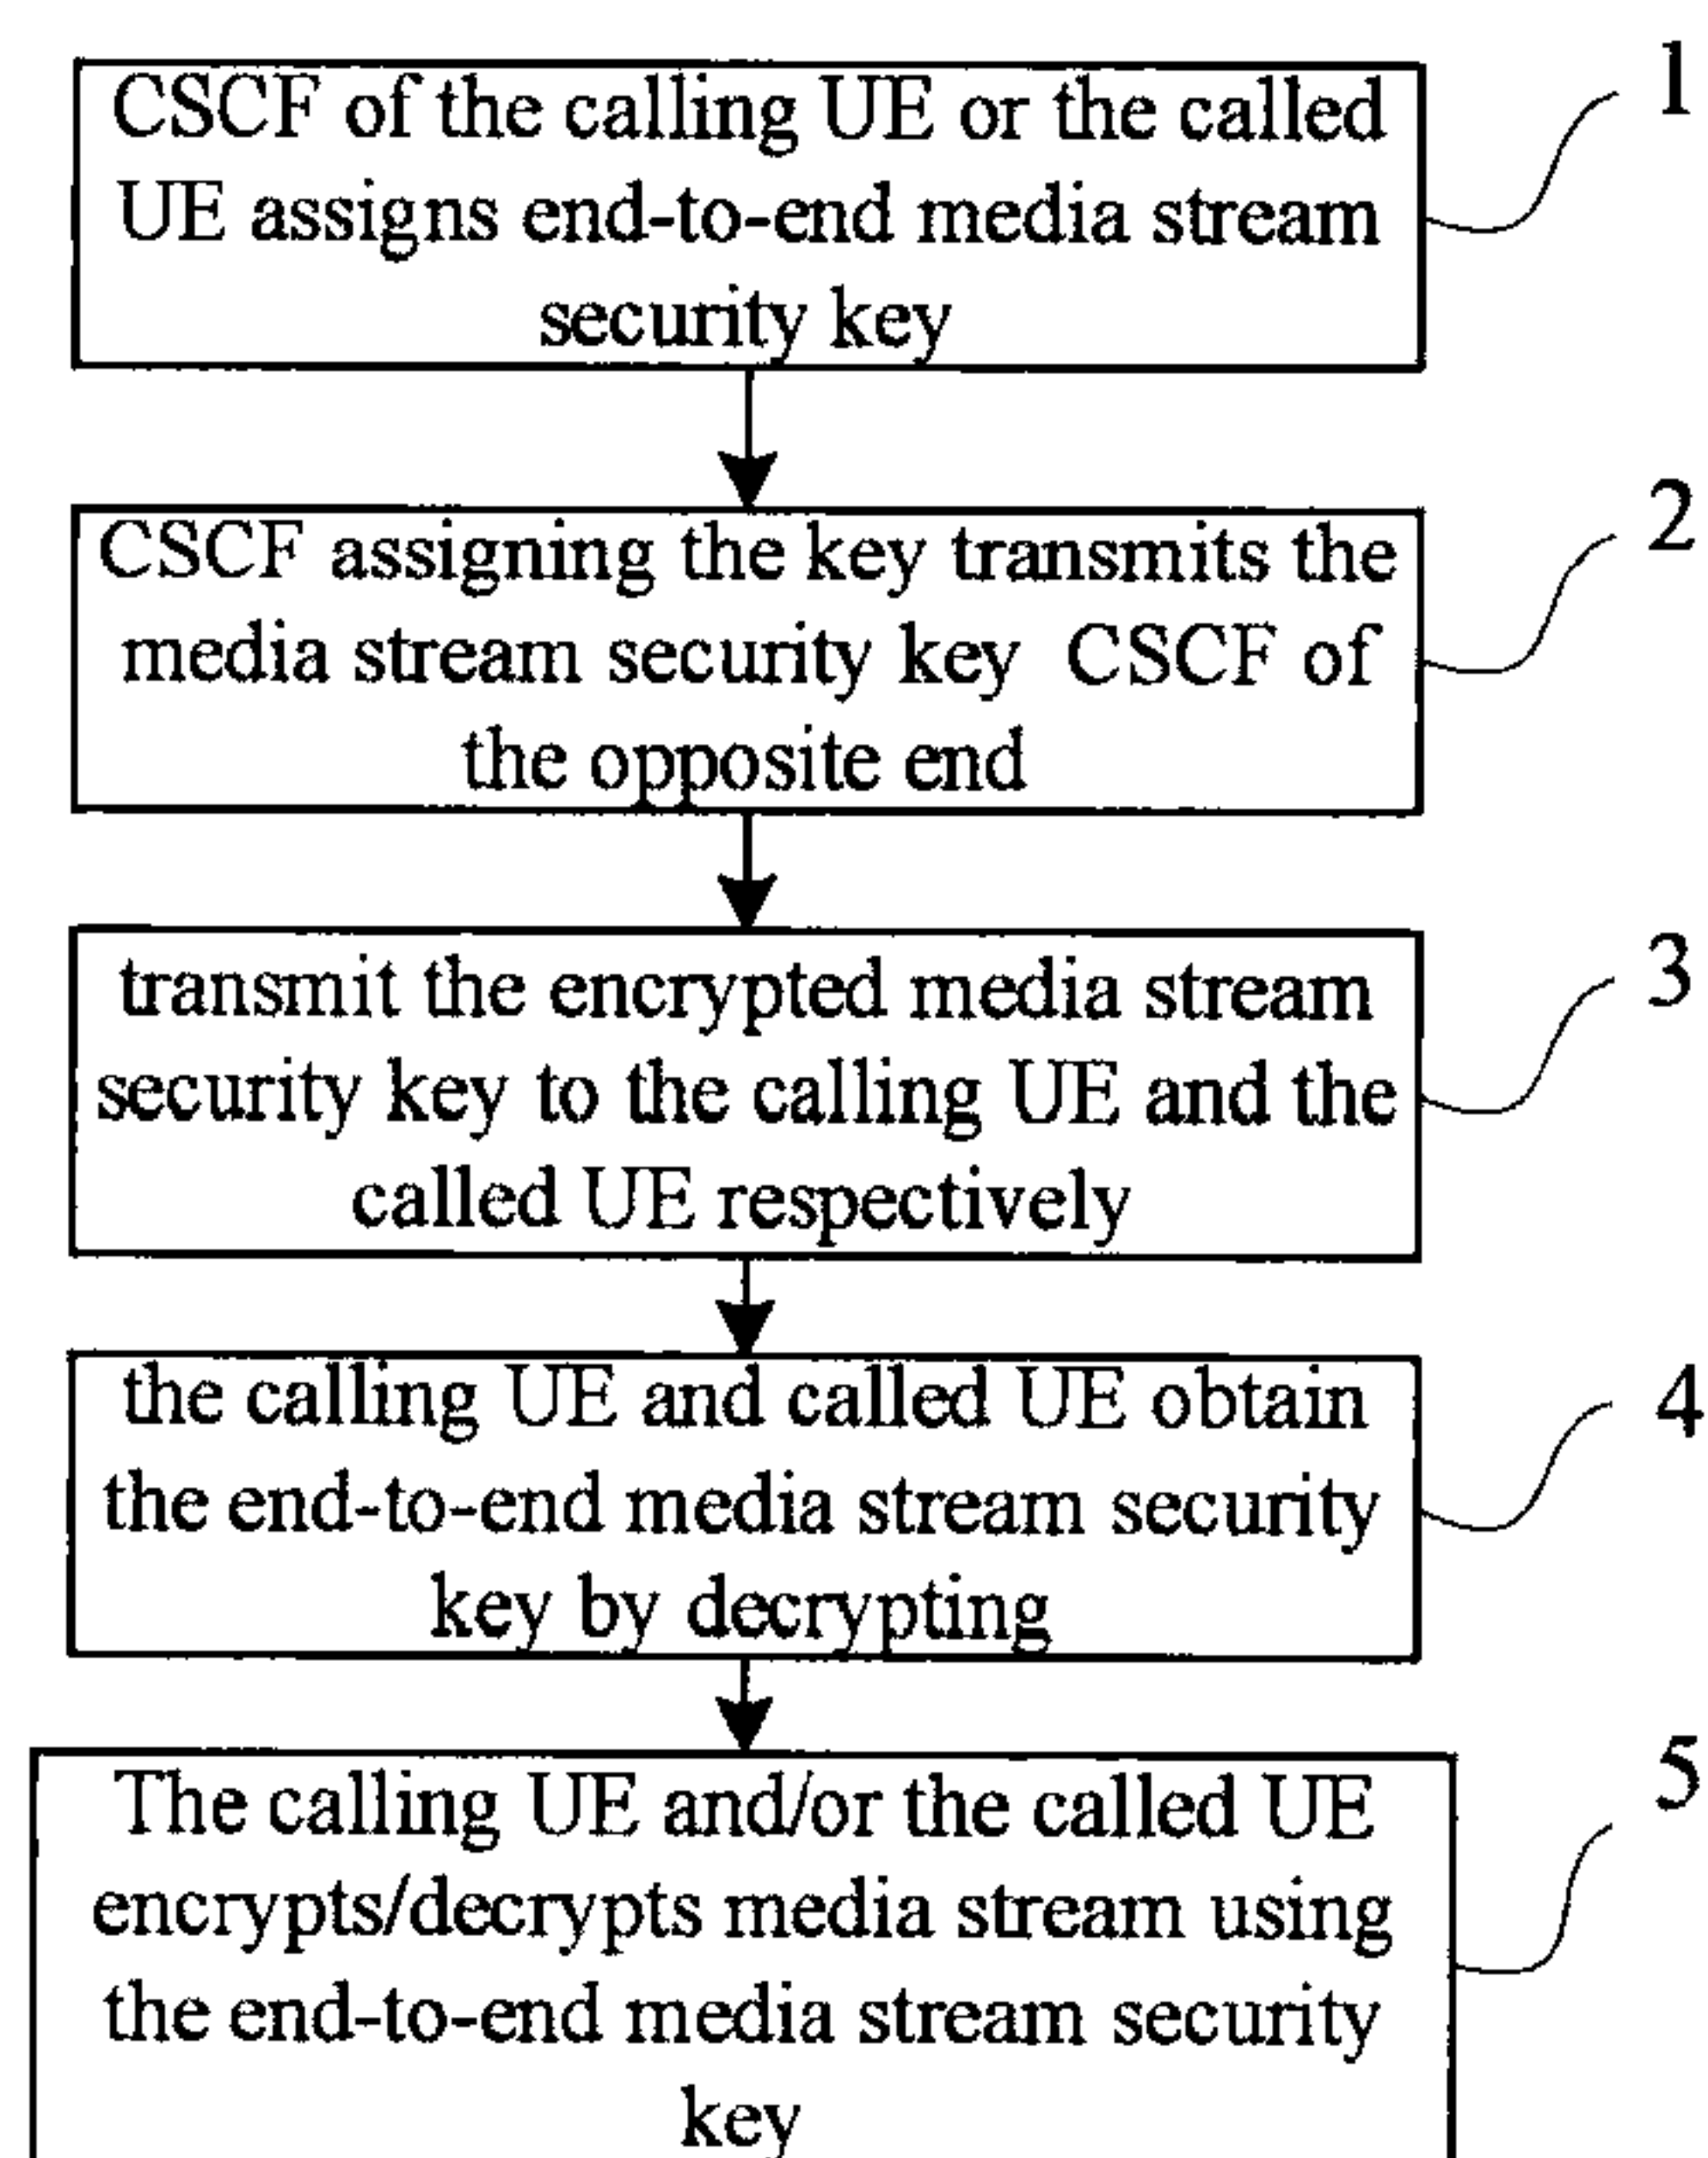 CSCF of the calling UE or the called
UE assigns end-to-end media stream
security key
1
CSCF assigning the key transmits the
media stream security key CSCF of
the opposite end
2
transmit the encrypted media stream
security key to the calling UE and the
called UE respectively
3
the calling UE and called UE obtain
the end-to-end media stream security
key by decrypting
4
The calling UE and/or the called UE
encrypts/decrypts media stream using
the end-to-end media stream security
key
5